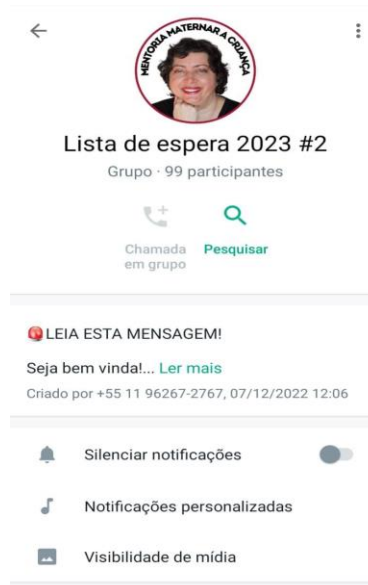 MENTORIA MATERNAR A CRIANÇA
Lista de espera 2023 #2
Grupo · 99 participantes
Chamada
em grupo
Pesquisar
LEIA ESTA MENSAGEM!
Seja bem vinda!... Ler mais
Criado por +55 11 96267-2767, 07/12/2022 12:06
Silenciar notificações
Notificações personalizadas
Visibilidade de mídia